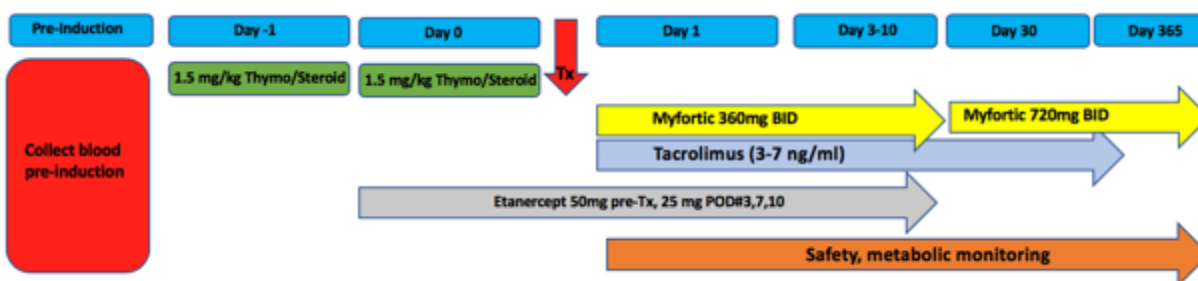 Pre-Induction
Day -1
Day 0
Day 1
Day 3-10
Day 30
Day 365
1.5 mg/kg Thymo/Steroid
1.5 mg/kg Thymo/Steroid
Tx
Collect blood
pre-induction
Myfortic 360mg BID
Myfortic 720mg BID
Tacrolimus (3-7 ng/ml)
Etanercept 50mg pre-Tx, 25 mg POD#3,7,10
Safety, metabolic monitoring